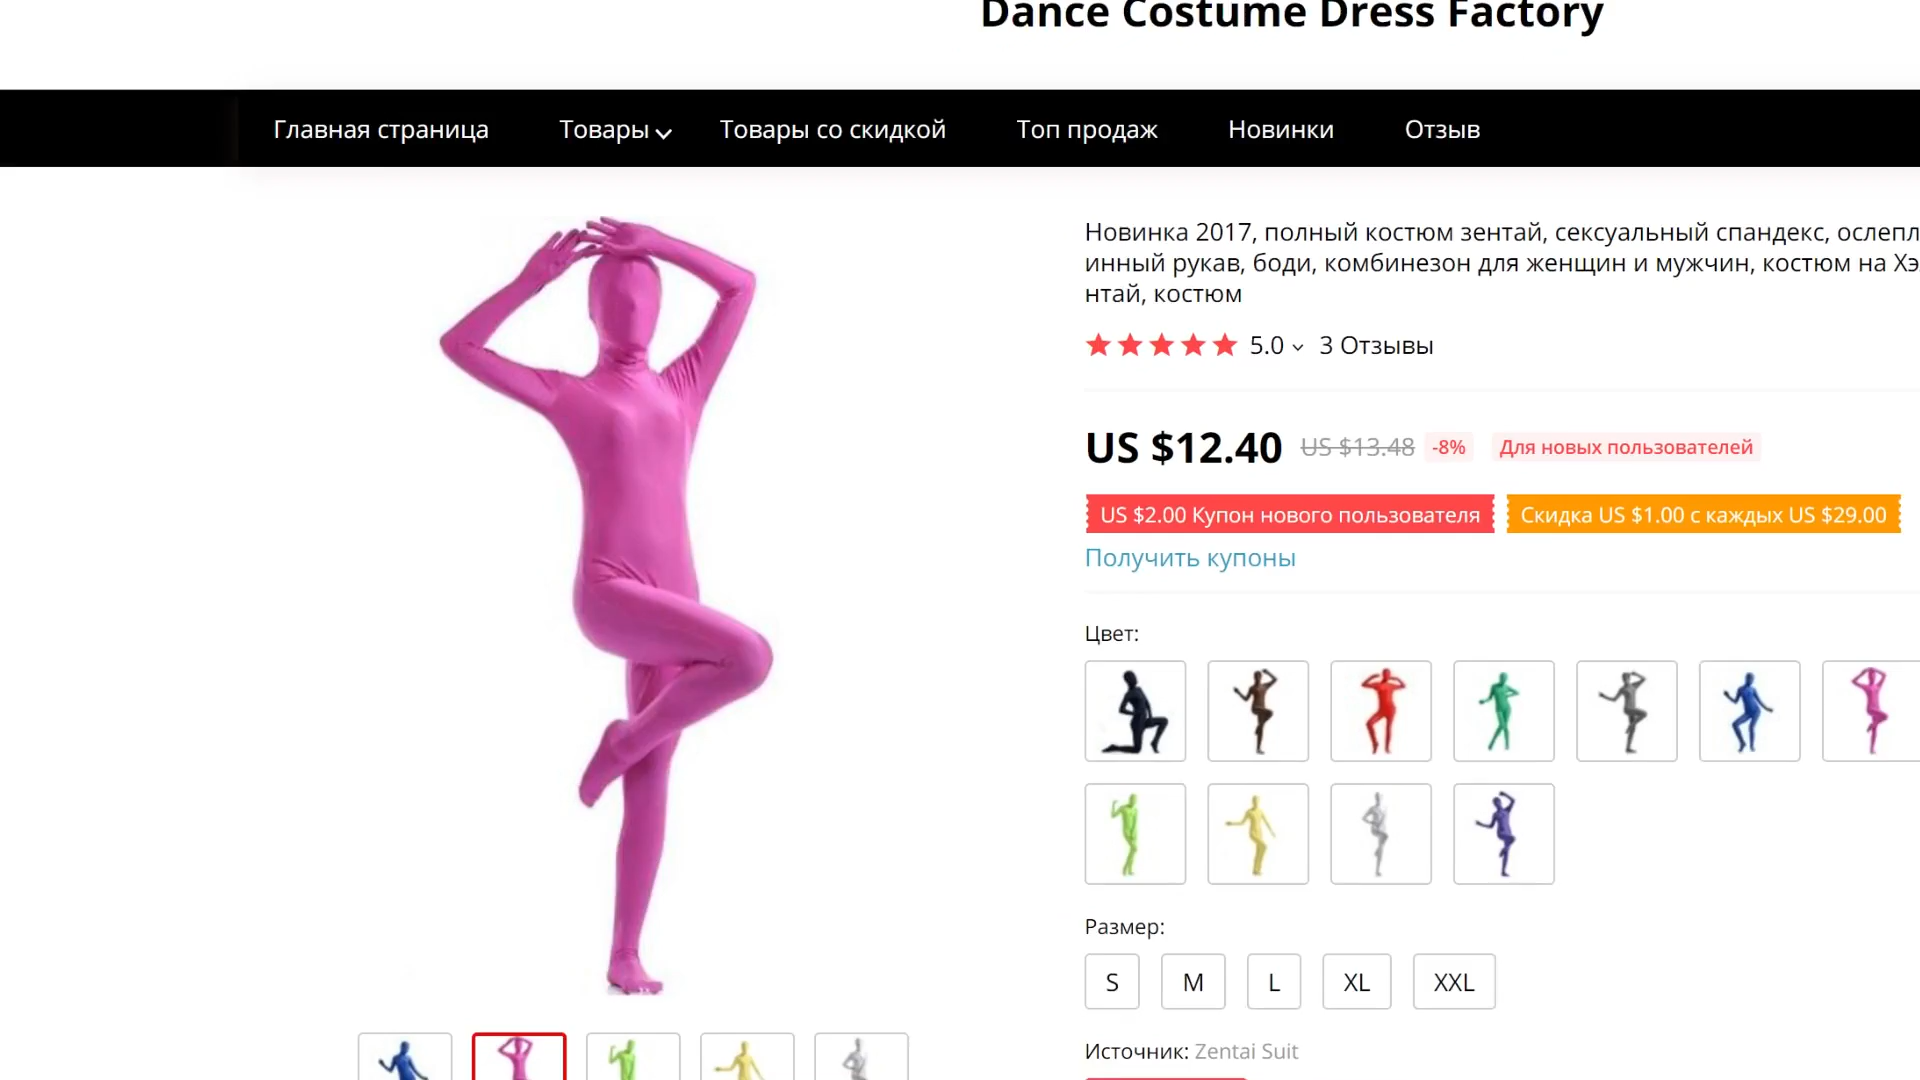 Dance Costume Dress Factory
Главная страница Товары Товары со скидкой Топ продаж Новинки Отзыв
Новинка 2017, полный костюм зентай, сексуальный спандекс, ослепл
инный рукав, боди, комбинезон для женщин и мужчин, костюм на Хэ
нтай, костюм
5.0 3 Отзывы
US $12.40 US $13.48 -8% Для новых пользователей
US $2.00 Купон нового пользователя Скидка US $1.00 с каждых US $29.00
Получить купоны
Цвет:
Размер:
S M L XL XXL
Источник: Zentai Suit